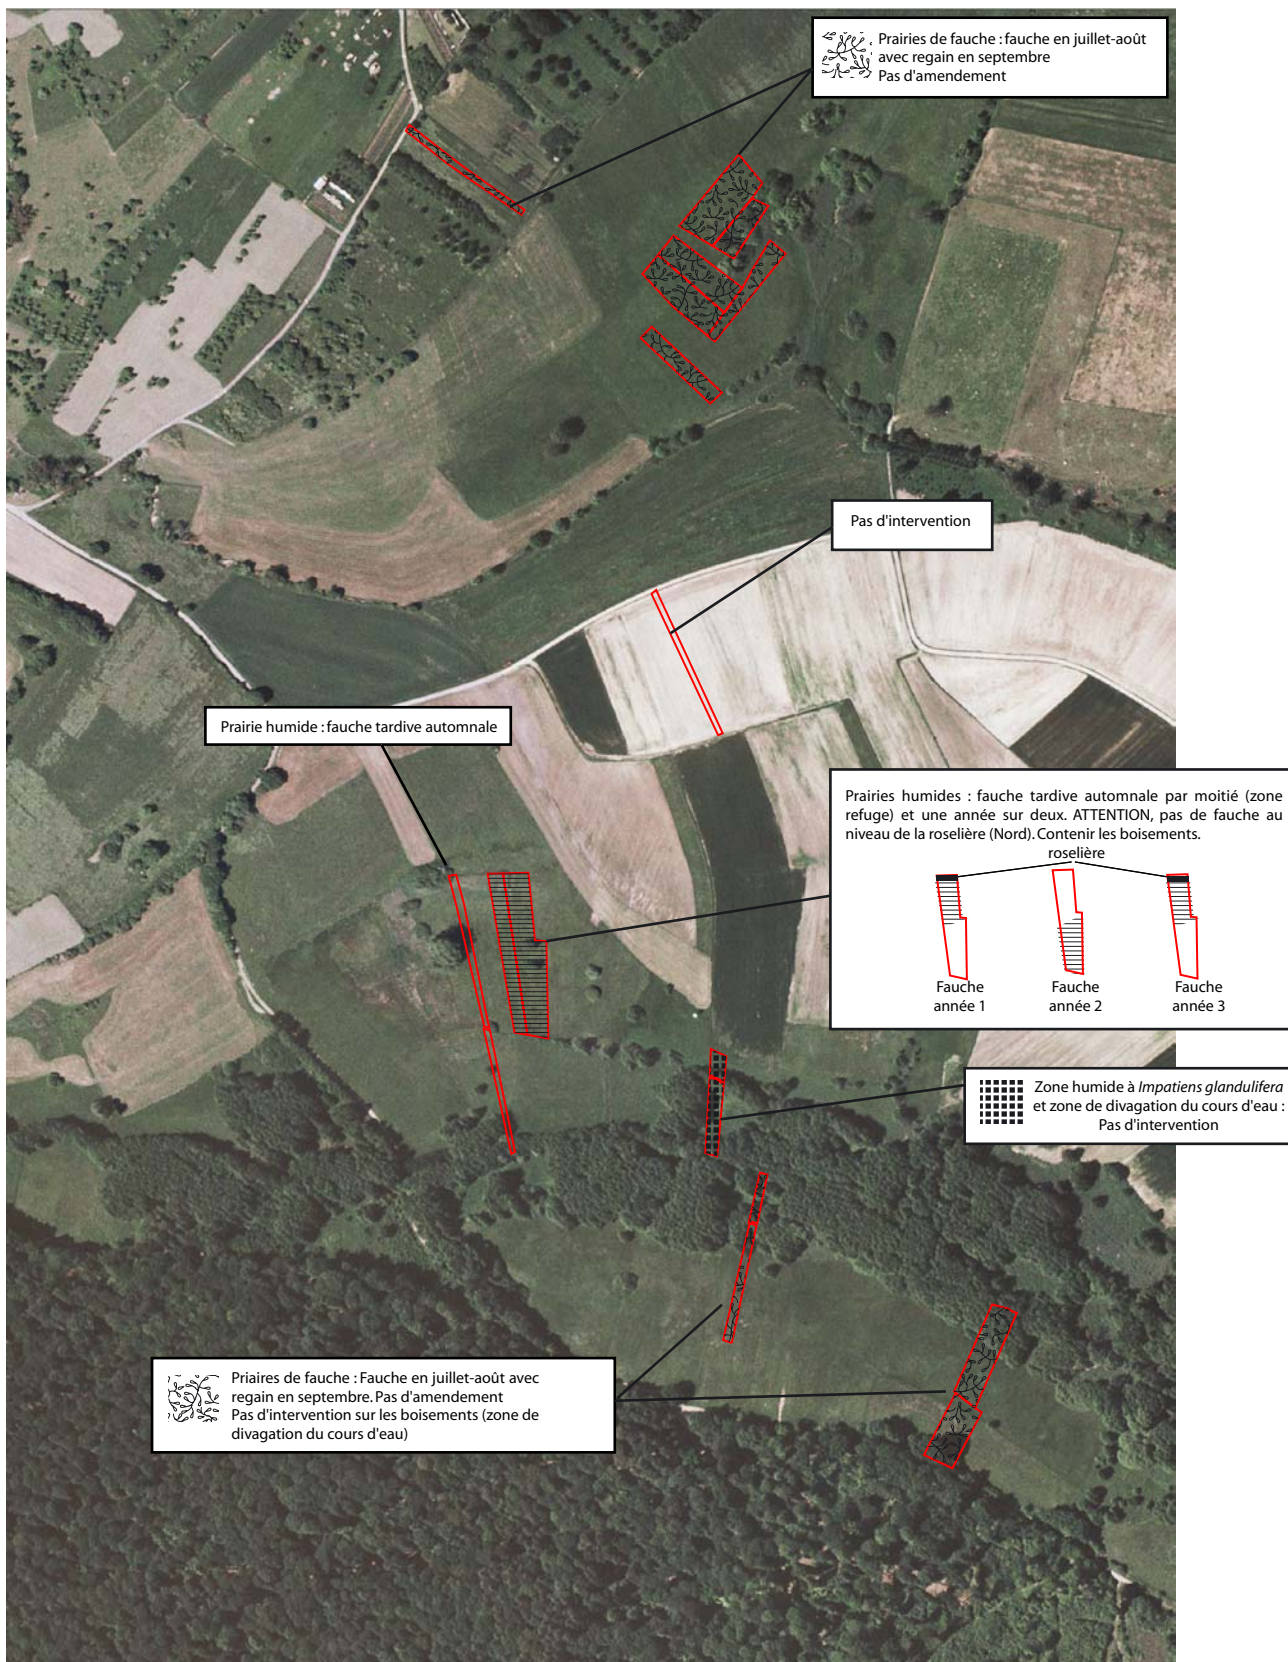 Prairies de fauche : fauche en juillet-août
avec regain en septembre
Pas d'amendement
Pas d'intervention
Prairie humide : fauche tardive automnale
Prairies humides : fauche tardive automnale par moitié (zone
refuge) et une année sur deux. ATTENTION, pas de fauche au
niveau de la roselière (Nord). Contenir les boisements.
roselière
Fauche
année 1
Fauche
année 2
Fauche
année 3
Zone humide à Impatiens glandulifera
et zone de divagation du cours d'eau :
Pas d'intervention
Priaires de fauche : Fauche en juillet-août avec
regain en septembre. Pas d'amendement
Pas d'intervention sur les boisements (zone de
divagation du cours d'eau)